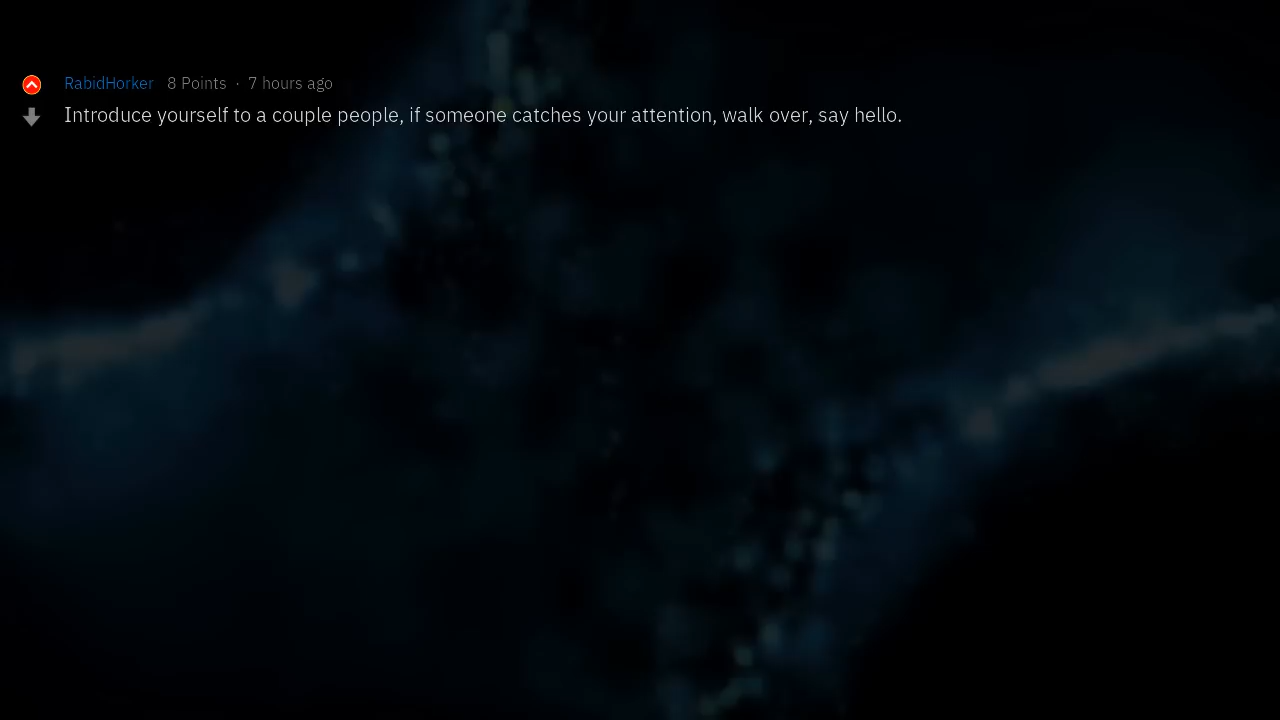 RabidHorker 8 Points · 7 hours ago
Introduce yourself to a couple people, if someone catches your attention, walk over, say hello.